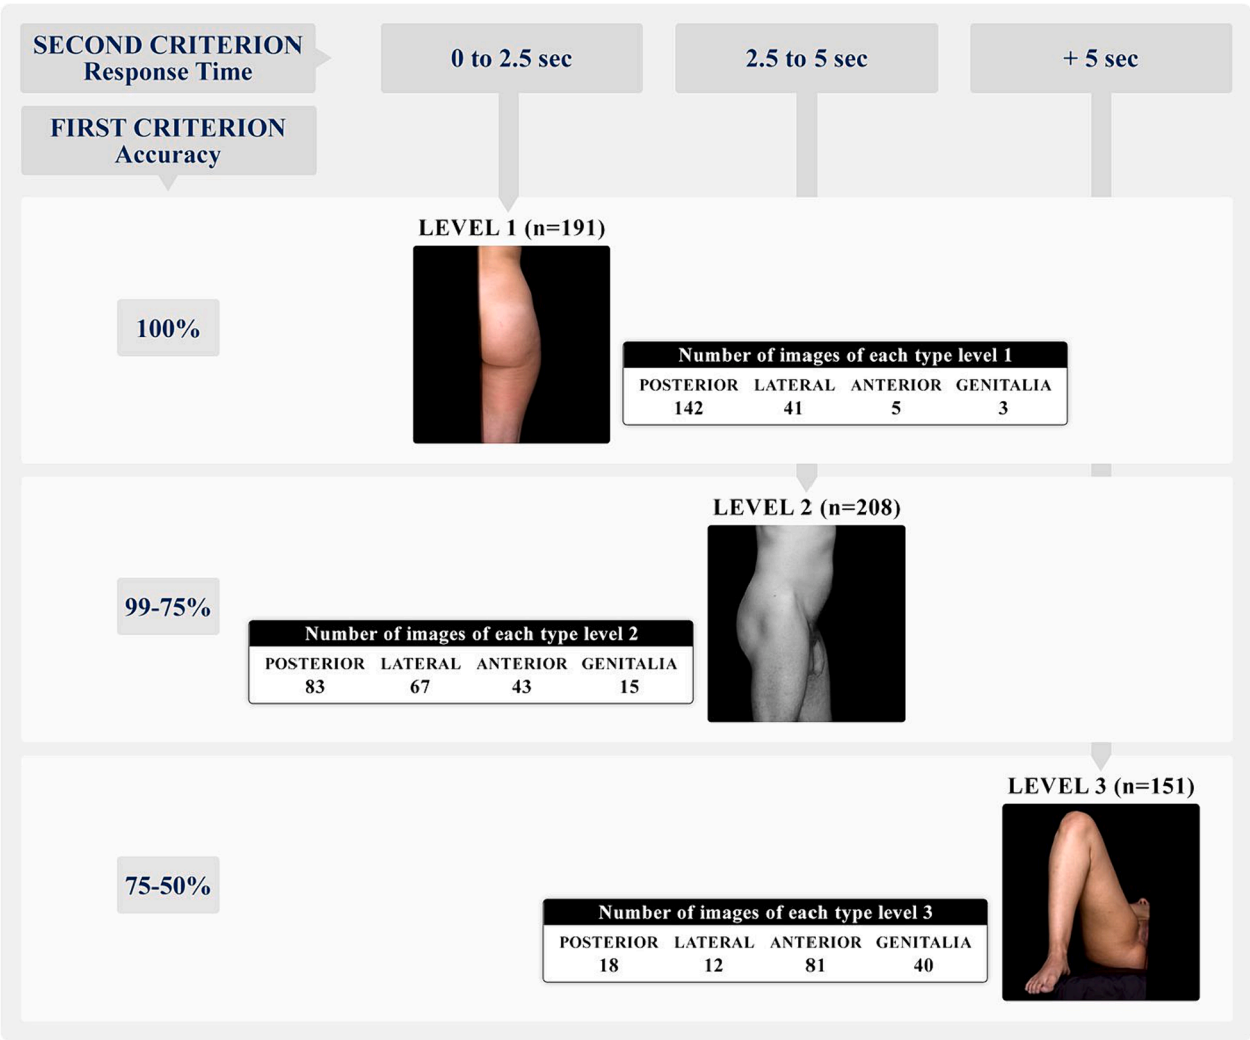 SECOND CRITERION
Response Time
0 to 2.5 sec
2.5 to 5 sec
+ 5 sec
FIRST CRITERION
Accuracy
LEVEL 1 (n=191)
100%
Number of images of each type level 1
POSTERIOR LATERAL ANTERIOR GENITALIA
142 41 5 3
LEVEL 2 (n=208)
99-75%
Number of images of each type level 2
POSTERIOR LATERAL ANTERIOR GENITALIA
83 67 43 15
LEVEL 3 (n=151)
75-50%
Number of images of each type level 3
POSTERIOR LATERAL ANTERIOR GENITALIA
18 12 81 40